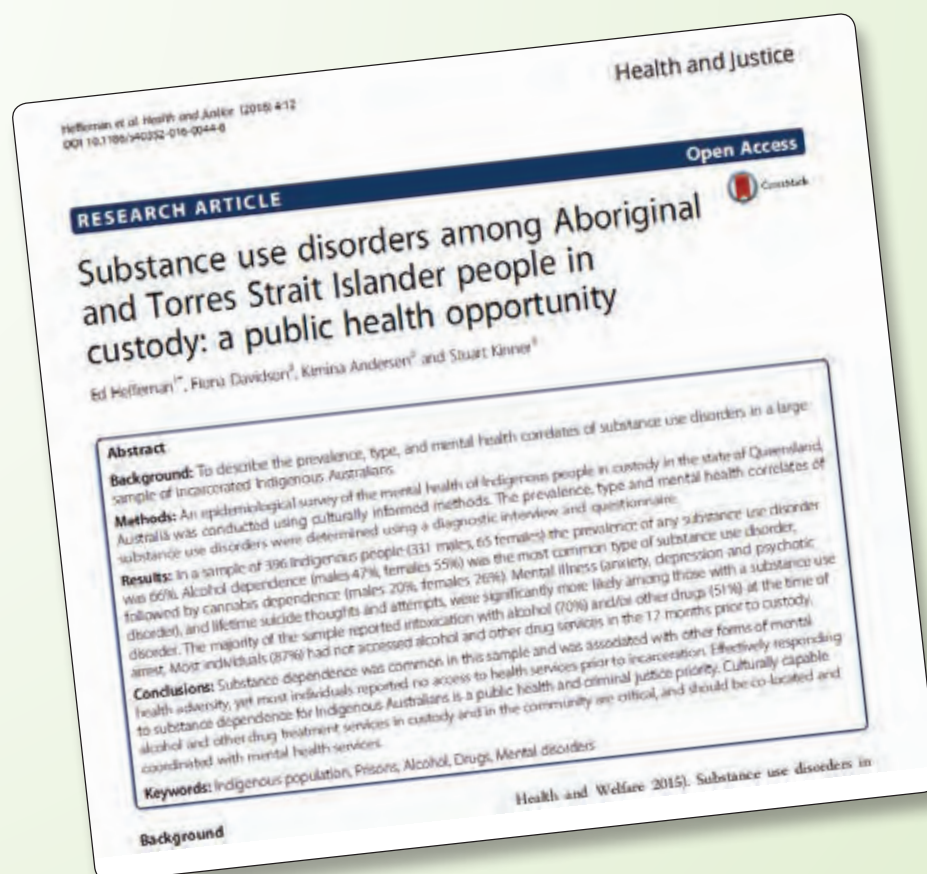 Health and Justice
Heffernan et al. Health and Justice (2016) 4:12
DOI 10.1186/s40352-016-0044-8
RESEARCH ARTICLE
Open Access
CrossMark
Substance use disorders among Aboriginal
and Torres Strait Islander people in
custody: a public health opportunity
Ed Heffernan, Fiona Davidson, Kimina Andersen and Stuart Kinner
Abstract
Background: To describe the prevalence, type, and mental health correlates of substance use disorders in a large
sample of incarcerated Indigenous Australians.
Methods: An epidemiological survey of the mental health of Indigenous people in custody in the state of Queensland,
Australia was conducted using culturally informed methods. The prevalence, type and mental health correlates of
substance use disorders were determined using a diagnostic interview and questionnaire.
Results: In a sample of 396 Indigenous people (331 males, 65 females) the prevalence of any substance use disorder
was 66%. Alcohol dependence (males 47%, females 55%) was the most common type of substance use disorder,
followed by cannabis dependence (males 20%, females 26%). Mental illness (anxiety, depression and psychotic
disorder), and lifetime suicide thoughts and attempts, were significantly more likely among those with a substance use
disorder. The majority of the sample reported intoxication with alcohol (70%) and/or other drugs (51%) at the time of
arrest. Most individuals (87%) had not accessed alcohol and other drug services in the months prior to custody.
Conclusions: Substance dependence was common in this sample and was associated with other forms of mental
health adversity, yet most individuals reported no access to health services prior to incarceration. Effectively responding
to substance dependence for Indigenous Australians is a public health and criminal justice priority. Culturally capable
alcohol and other drug treatment services in custody and in the community are critical, and should be co-located and
coordinated with mental health services.
Keywords: Indigenous population, Prisons, Alcohol, Drugs, Mental disorders
Background
Health and Welfare 2015). Substance use disorders in